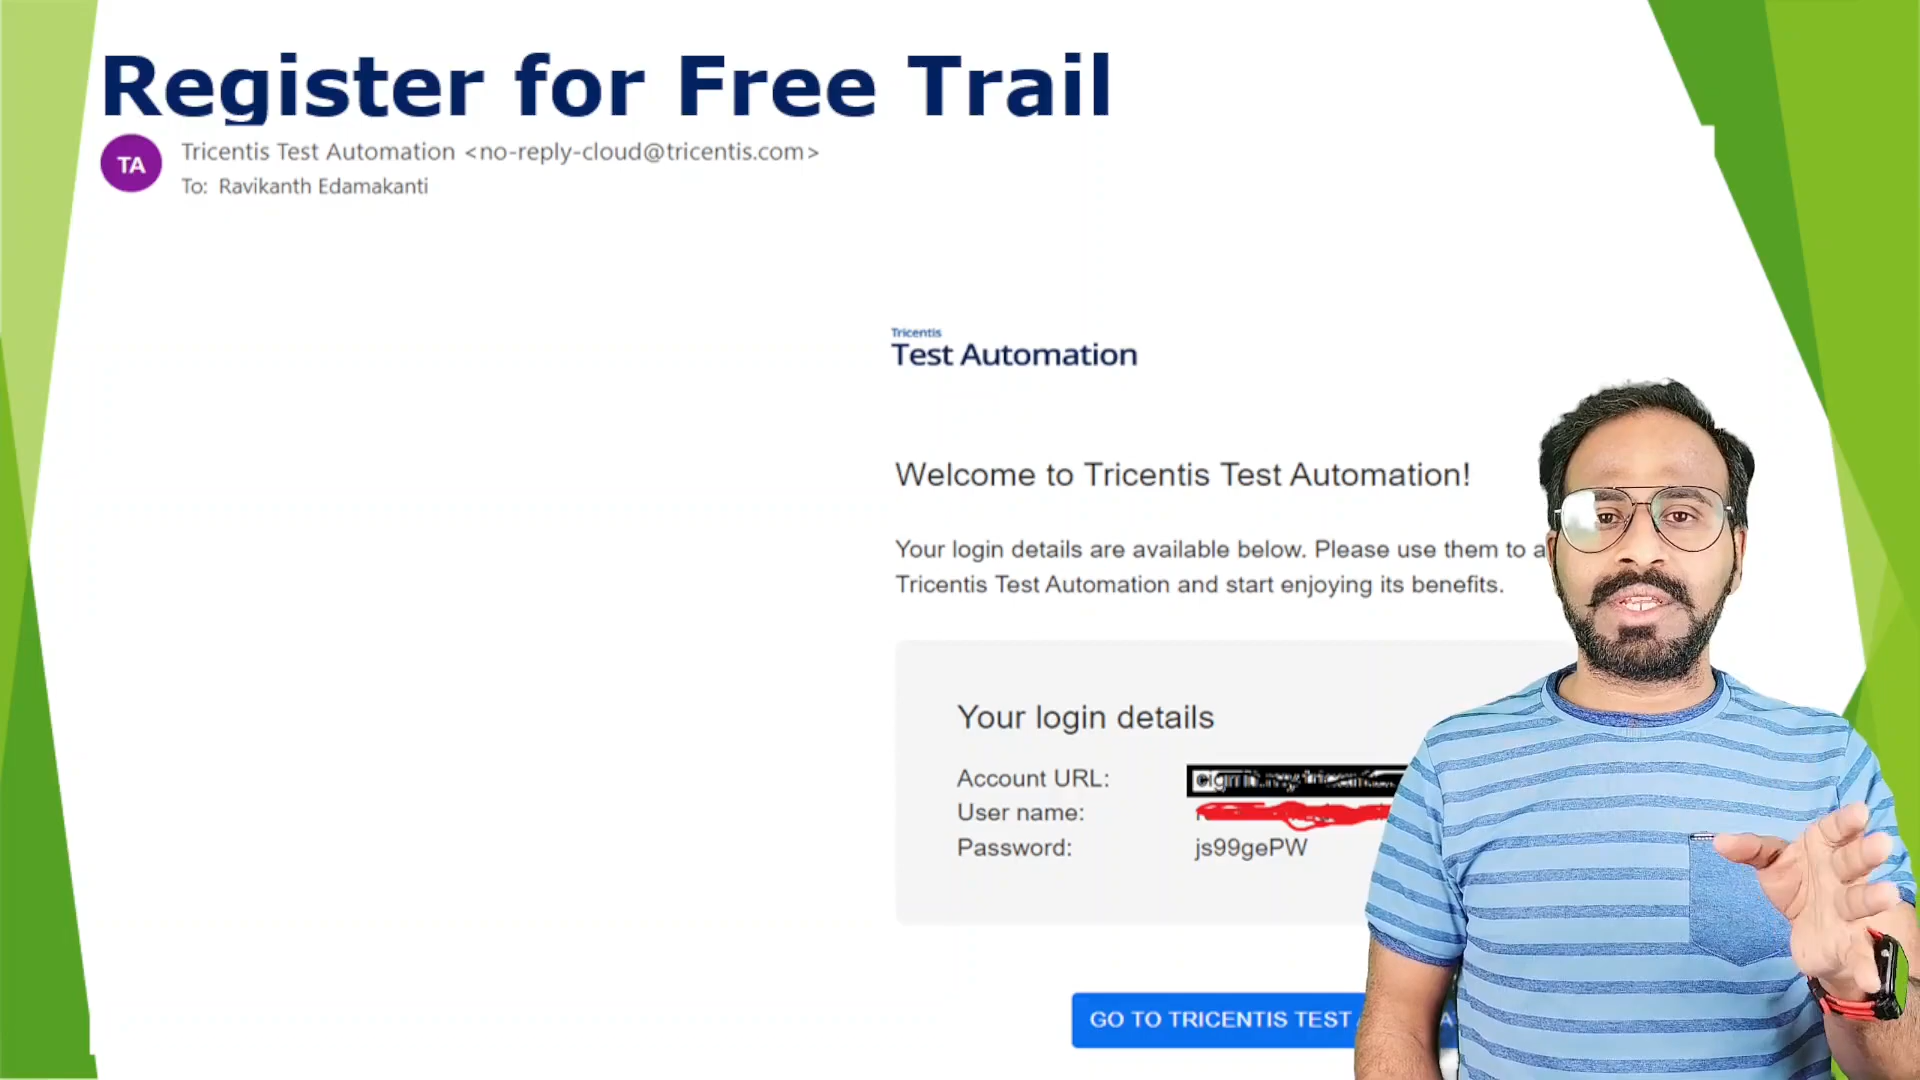 Register for Free Trail
TA
Tricentis Test Automation <no-reply-cloud@tricentis.com>
To: Ravikanth Edamakanti
Tricentis
Test Automation
Welcome to Tricentis Test Automation!
Your login details are available below. Please use them to a
Tricentis Test Automation and start enjoying its benefits.
Your login details
Account URL:
User name:
Password: js99gePW
GO TO TRICENTIS TEST